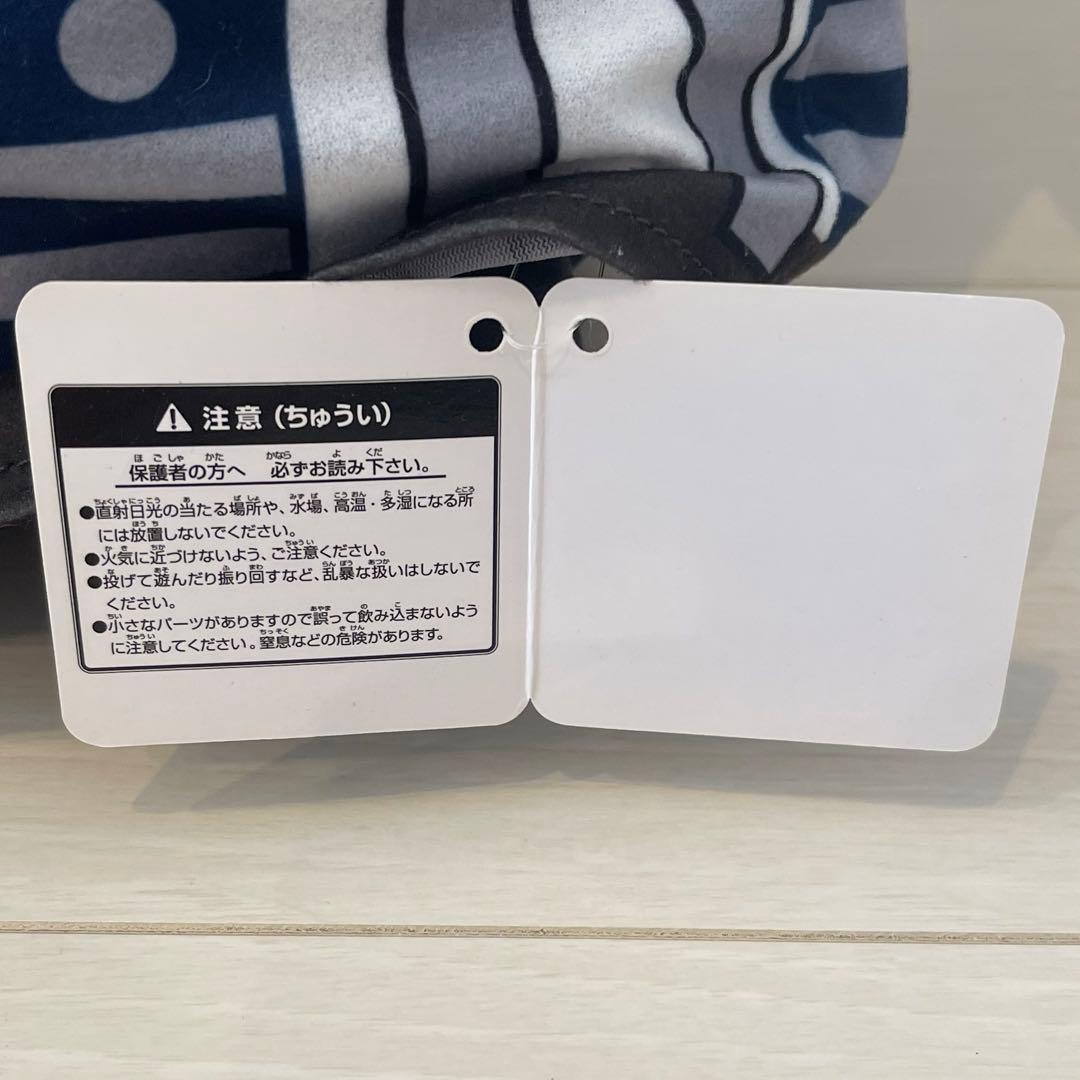 注意(ちゅうい)
保護者の方へ 必ずお読み下さい。
●直射日光の当たる場所や、水場、高温・多湿になる所
には放置しないでください。
●火気に近づけないよう、ご注意ください。
●投げて遊んだり振り回すなど、乱暴な扱いはしないで
ください。
●小さなパーツがありますので誤って飲み込まないよう
に注意してください。窒息などの危険があります。